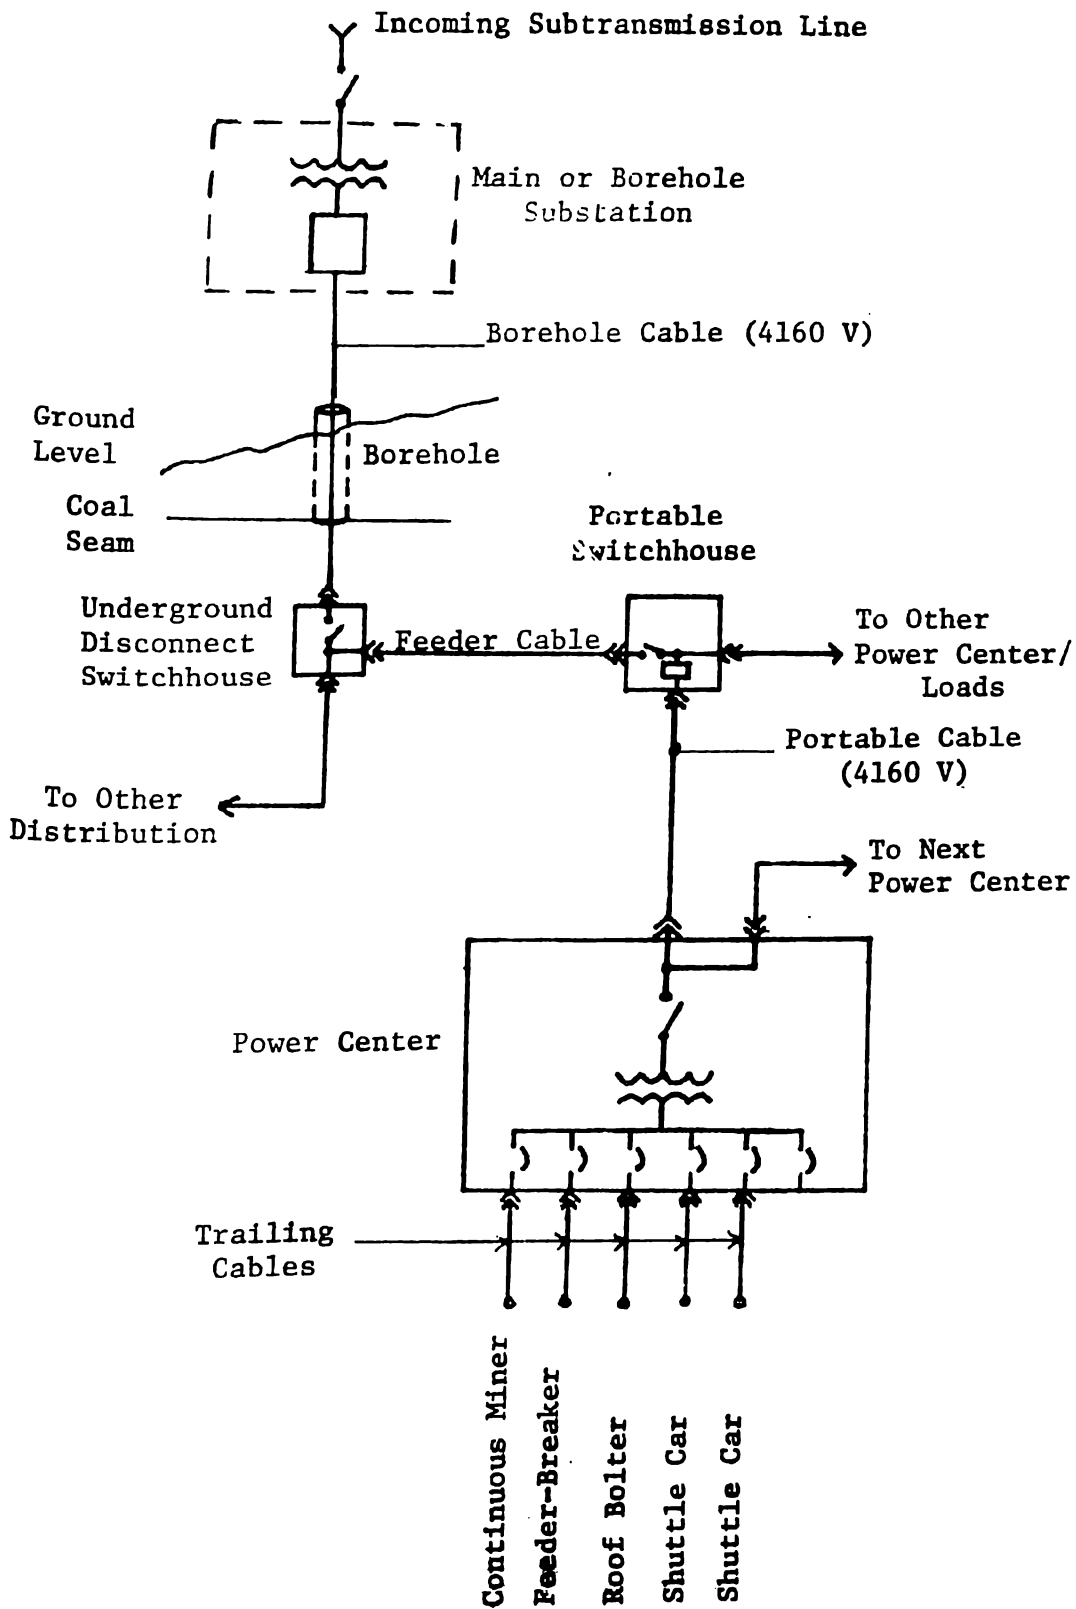 Incoming Subtransmission Line
Main or Borehole
Substation
Borehole Cable (4160 V)
Ground
Level
Borehole
Coal
Seam
Portable
Switchhouse
Underground
Disconnect
Switchhouse
Feeder Cable
To Other
Power Center/
Loads
Portable Cable
(4160 V)
To Other
Distribution
To Next
Power Center
Power Center
Trailing
Cables
Continuous Miner
Feeder-Breaker
Roof Bolter
Shuttle Car
Shuttle Car